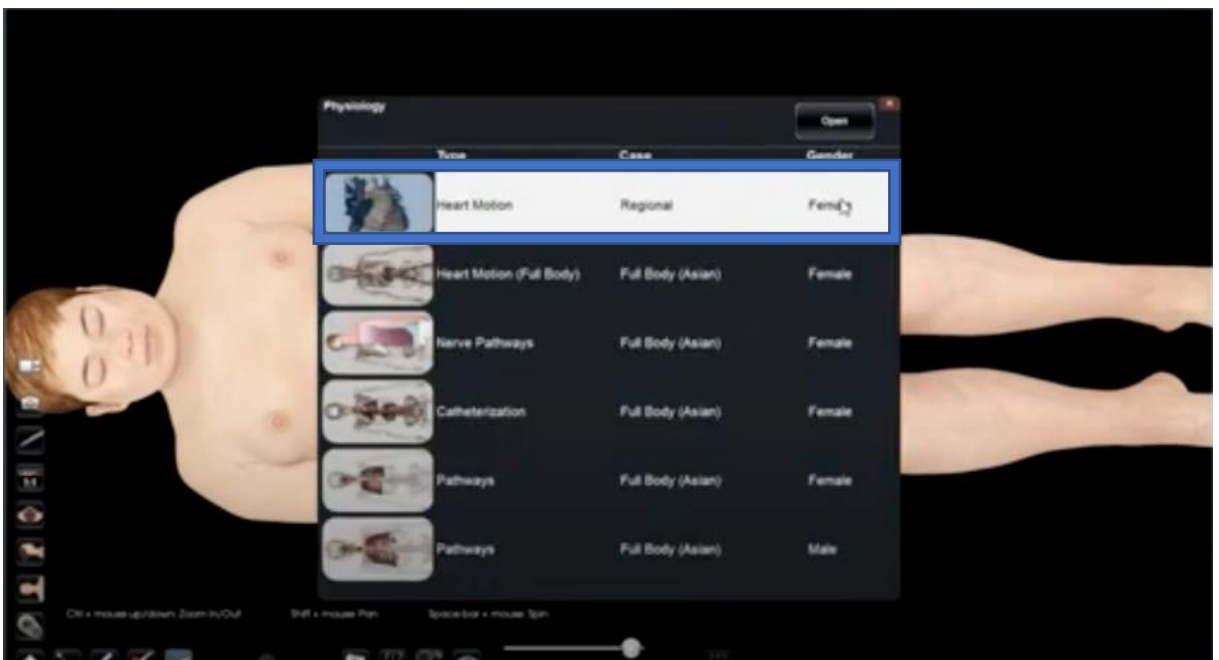 Physiology
Open
Type Case Gender
Heart Motion Regional Female
Heart Motion (Full Body) Full Body (Asian) Female
Nerve Pathways Full Body (Asian) Female
Catheterization Full Body (Asian) Female
Pathways Full Body (Asian) Female
Pathways Full Body (Asian) Male
Ctrl + mouse up/down: Zoom In/Out Shift + mouse: Pan Spacebar + mouse: Spin